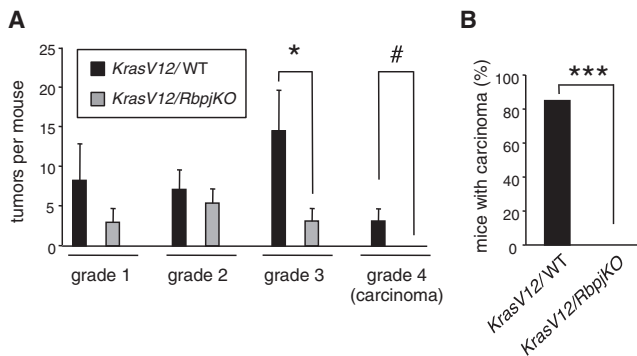 A
tumors per mouse
25
20
15
10
5
0
KrasV12/WT
KrasV12/RbpjKO
*
#
grade 1
grade 2
grade 3
grade 4
(carcinoma)
B
mice with carcinoma (%)
100
80
60
40
20
0
***
KrasV12/WT
KrasV12/RbpjKO